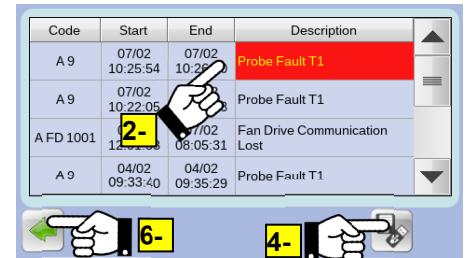 Code Start End Description
A 9 07/02 10:25:54 07/02 Probe Fault T1
A 9 07/02 10:22:05 Probe Fault T1
A FD 1001 08:05:31 Fan Drive Communication Lost
A 9 04/02 09:33:40 04/02 09:35:29 Probe Fault T1
2-
6-
4-